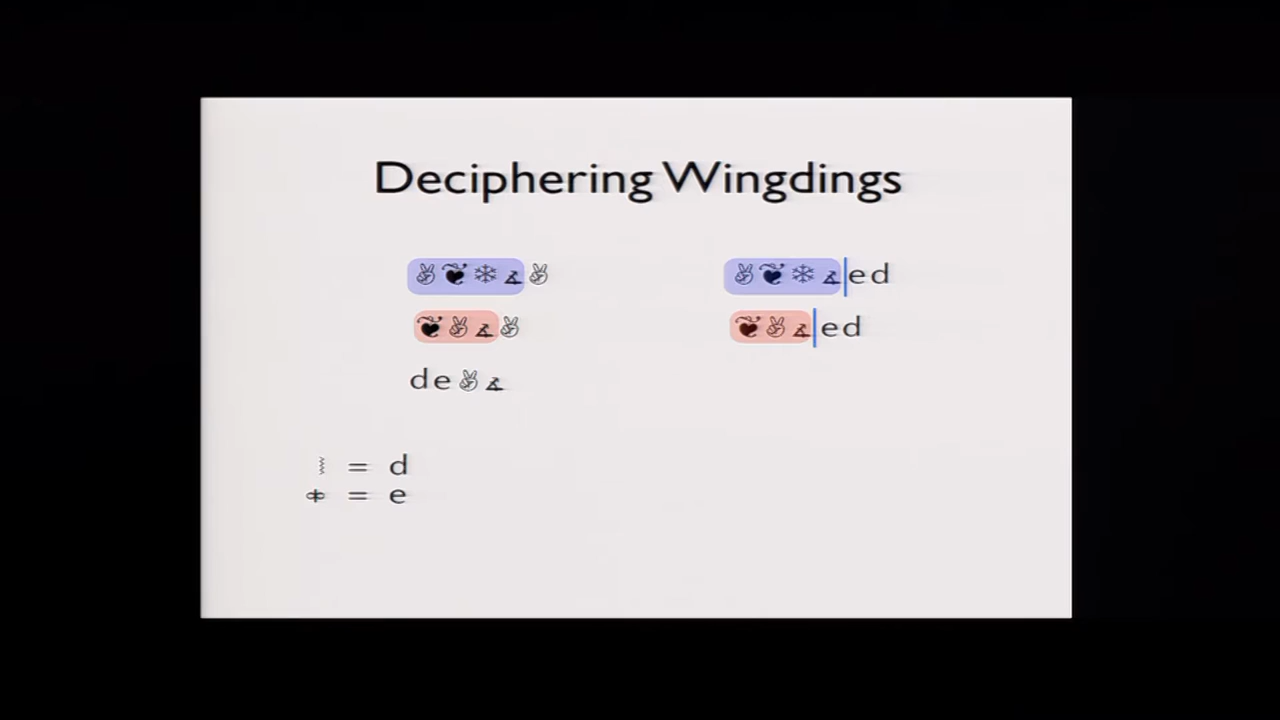 Deciphering Wingdings
✌❦❄⦞✌ ✌❦❄⦞ed
❦✌⦞✌ ❦✌⦞ed
de✌⦞
⦚ = d
⌖ = e